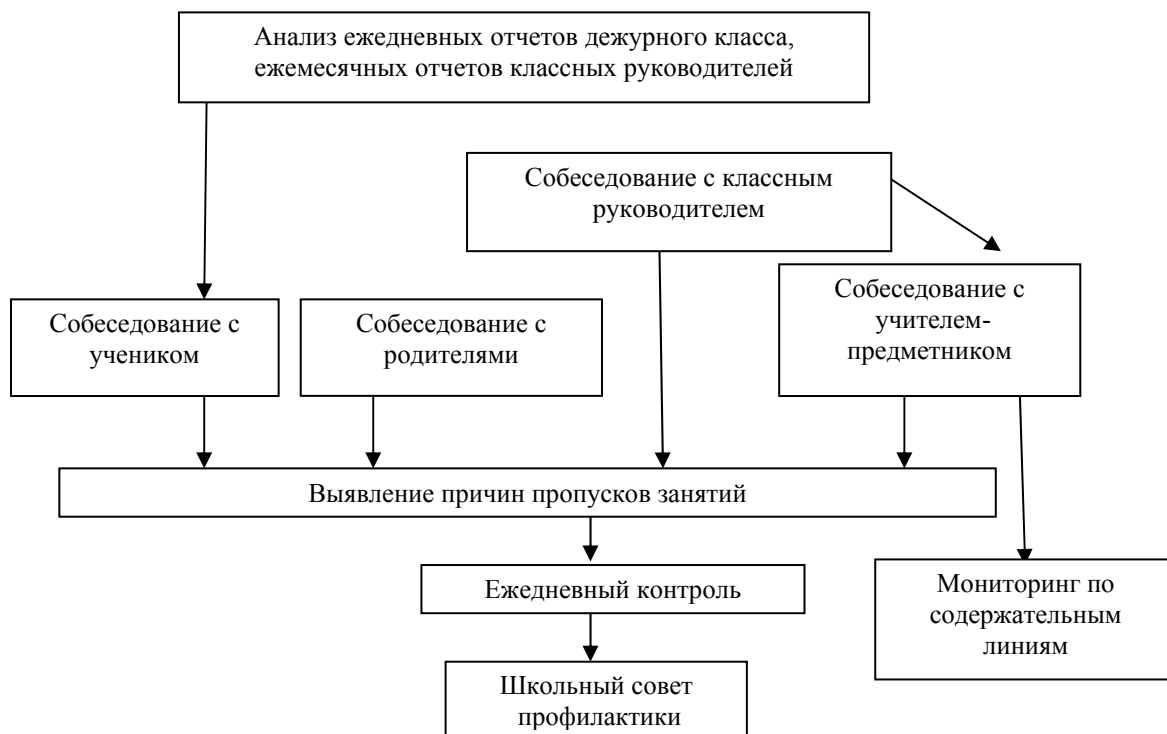 Анализ ежедневных отчетов дежурного класса,
ежемесячных отчетов классных руководителей
Собеседование с классным
руководителем
Собеседование с
учеником
Собеседование с
родителями
Собеседование с
учителем-
предметником
Выявление причин пропусков занятий
Ежедневный контроль
Мониторинг по
содержательным
линиям
Школьный совет
профилактики